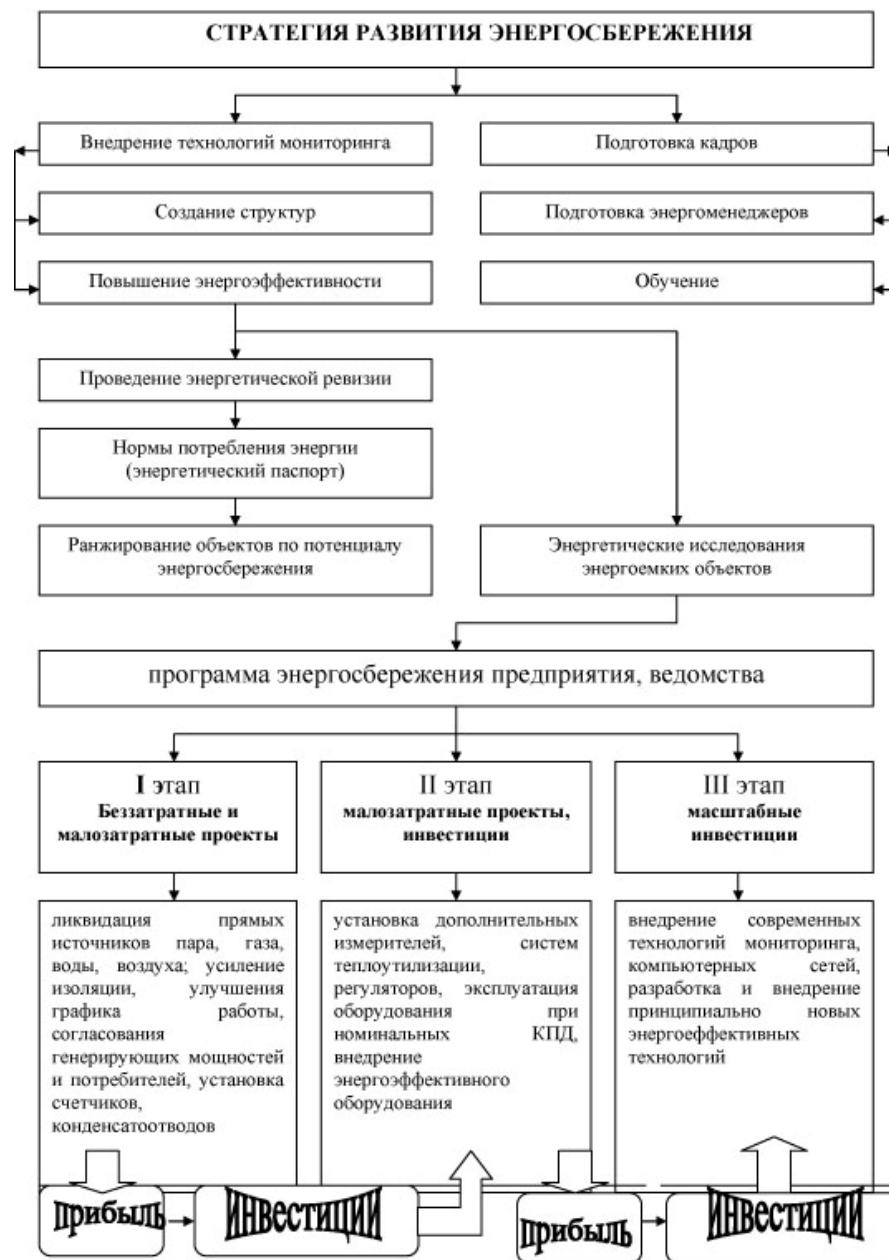 СТРАТЕГИЯ РАЗВИТИЯ ЭНЕРГОСБЕРЕЖЕНИЯ
Внедрение технологий мониторинга
Подготовка кадров
Создание структур
Подготовка энергоменеджеров
Повышение энергоэффективности
Обучение
Проведение энергетической ревизии
Нормы потребления энергии
(энергетический паспорт)
Ранжирование объектов по потенциалу
энергосбережения
Энергетические исследования
энергоемких объектов
программа энергосбережения предприятия, ведомства
I этап
Беззатратные и
малозатратные проекты
II этап
малозатратные проекты,
инвестиции
III этап
масштабные
инвестиции
ликвидация прямых
источников пара, газа,
воды, воздуха; усиление
изоляции, улучшения
графика работы,
согласования
генерирующих мощностей
и потребителей, установка
счетчиков,
конденсатоотводов
установка дополнительных
измерителей, систем
теплоутилизации,
регуляторов, эксплуатация
оборудования при
номинальных КПД,
внедрение
энергоэффективного
оборудования
внедрение современных
технологий мониторинга,
компьютерных сетей,
разработка и внедрение
принципиально новых
энергоеффективных
технологий
прибыль
ИНВЕСТИЦИИ
прибыль
ИНВЕСТИЦИИ